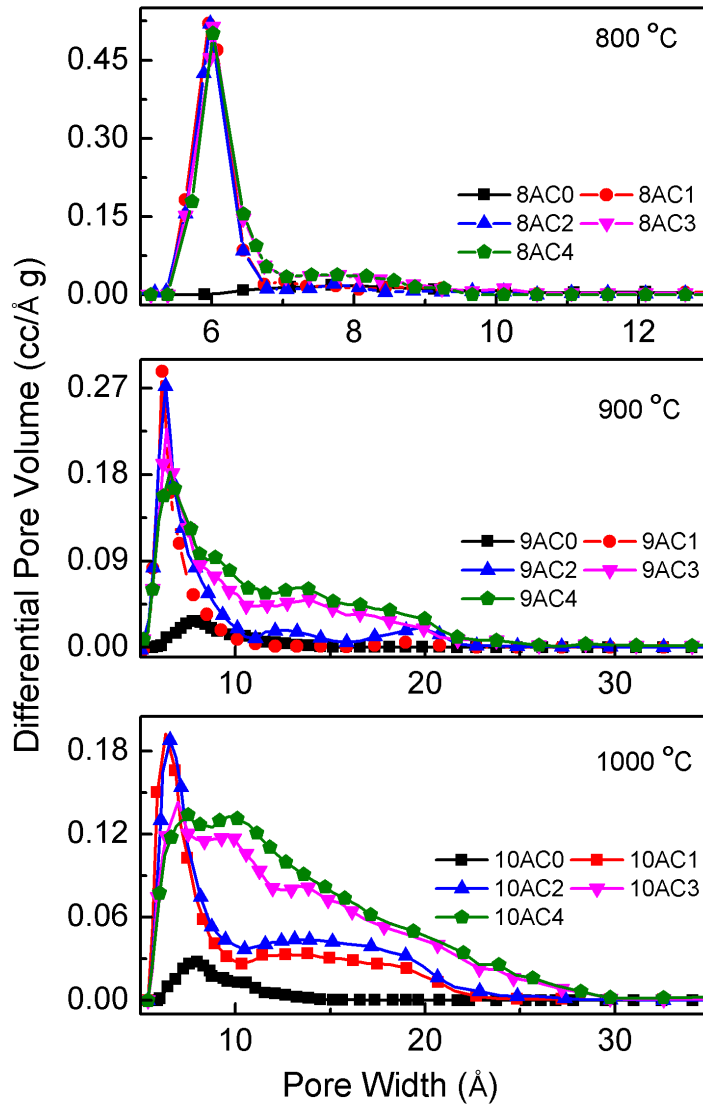 Differential Pore Volume (cc/Å g)
800 °C
0.45
0.30
0.15
0.00
8AC0 8AC1
8AC2 8AC3
8AC4
6 8 10 12
900 °C
0.27
0.18
0.09
0.00
9AC0 9AC1
9AC2 9AC3
9AC4
10 20 30
1000 °C
0.18
0.12
0.06
0.00
10AC0 10AC1
10AC2 10AC3
10AC4
10 20 30
Pore Width (Å)